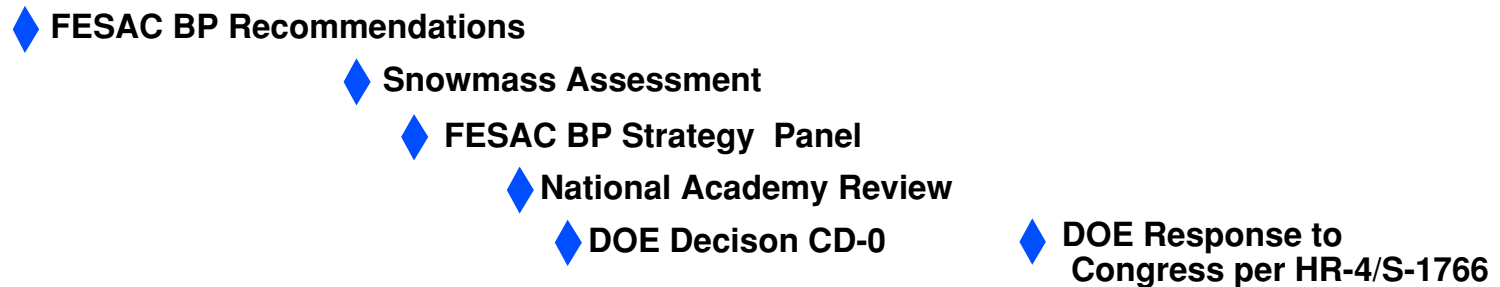 FESAC BP Recommendations
Snowmass Assessment
FESAC BP Strategy Panel
National Academy Review
DOE Decison CD-0
DOE Response to
Congress per HR-4/S-1766